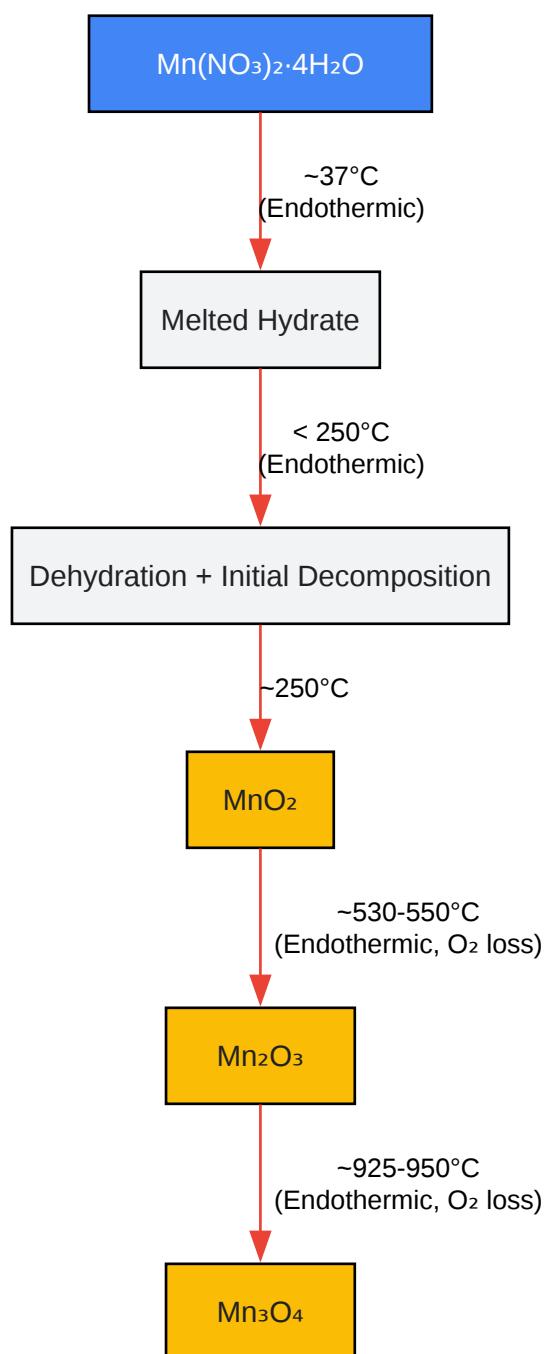 Mn(NO₃)₂·4H₂O
~37°C
(Endothermic)
Melted Hydrate
< 250°C
(Endothermic)
Dehydration + Initial Decomposition
~250°C
MnO₂
~530-550°C
(Endothermic, O₂ loss)
Mn₂O₃
~925-950°C
(Endothermic, O₂ loss)
Mn₃O₄